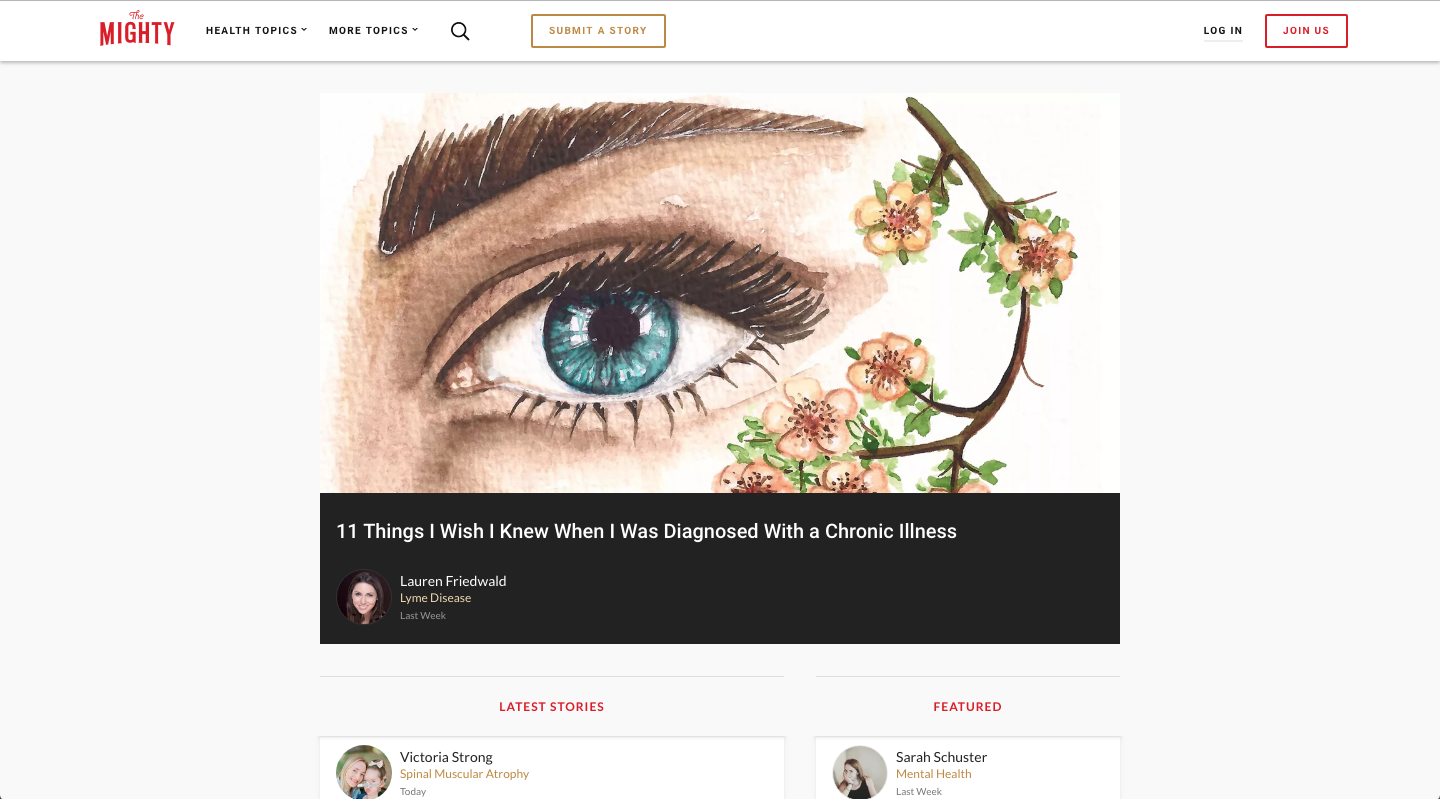 The
MIGHTY
HEALTH TOPICS
MORE TOPICS
SUBMIT A STORY
LOG IN
JOIN US
11 Things I Wish I Knew When I Was Diagnosed With a Chronic Illness
Lauren Friedwald
Lyme Disease
Last Week
LATEST STORIES
Victoria Strong
Spinal Muscular Atrophy
Today
FEATURED
Sarah Schuster
Mental Health
Last Week